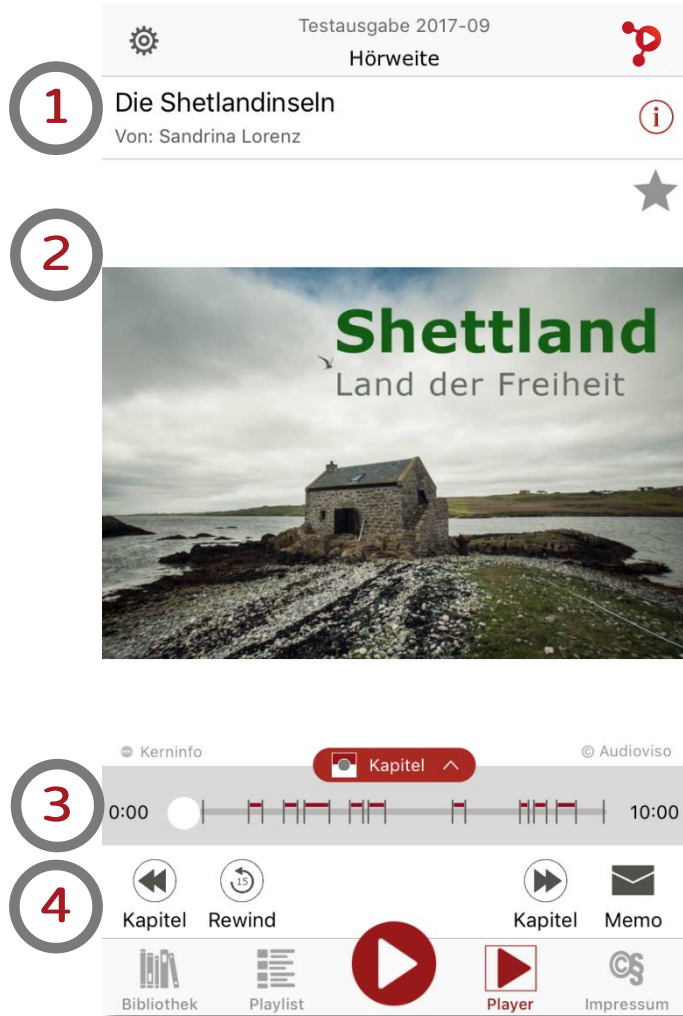 Testausgabe 2017-09
Hörweite
1
Die Shetlandinseln
Von: Sandrina Lorenz
i
2
Shettland
Land der Freiheit
Kerninfo
Kapitel
© Audioviso
3
0:00
10:00
4
15
Kapitel
Rewind
Kapitel
Memo
©§
Bibliothek
Playlist
Player
Impressum